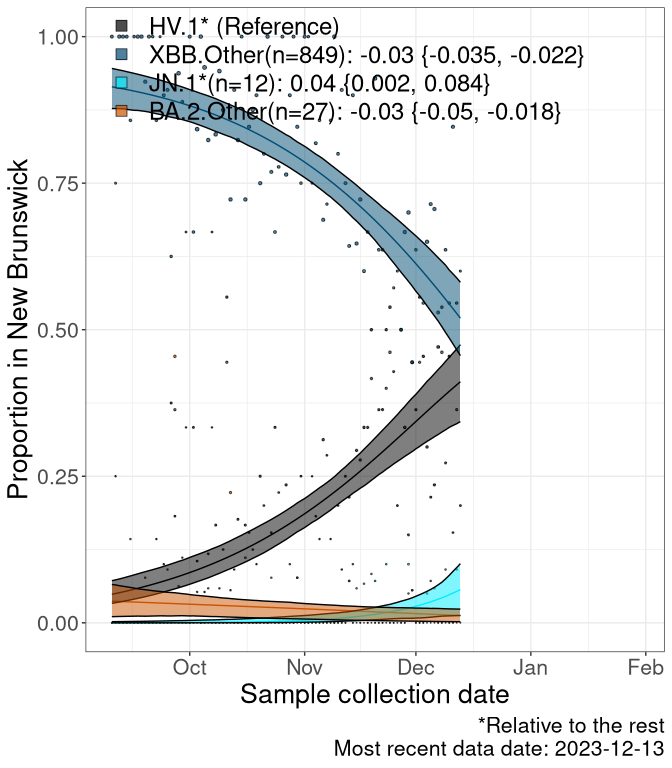 HV.1* (Reference)
XBB.Other(n=849): -0.03 {-0.035, -0.022}
JN.1*(n=12): 0.04 {0.002, 0.084}
BA.2.Other(n=27): -0.03 {-0.05, -0.018}
Proportion in New Brunswick
1.00
0.75
0.50
0.25
0.00
Oct Nov Dec Jan Feb
Sample collection date
*Relative to the rest
Most recent data date: 2023-12-13